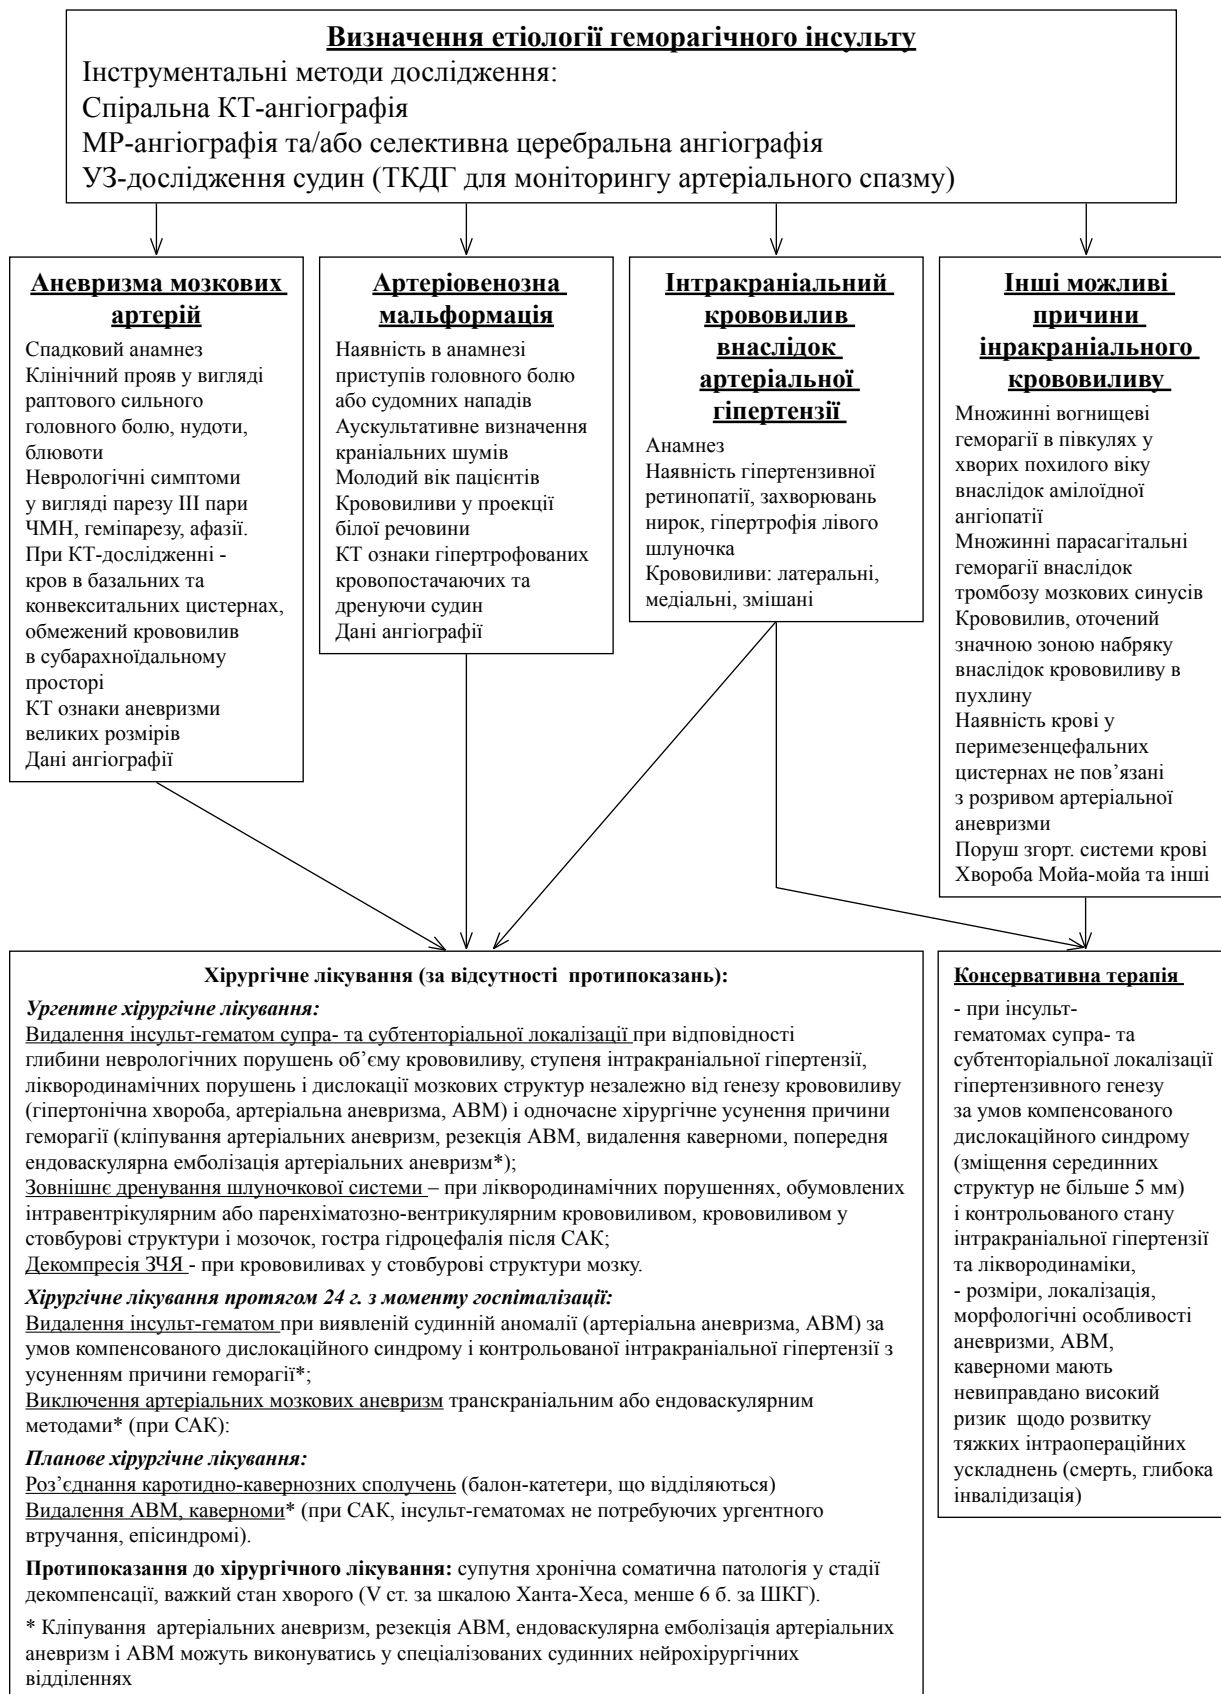 Визначення етіології геморагічного інсульту
Інструментальні методи дослідження:
Спіральна КТ-ангіографія
МР-ангіографія та/або селективна церебральна ангіографія
УЗ-дослідження судин (ТКДГ для моніторингу артеріального спазму)
Аневризма мозкових
артерій
Спадковий анамнез
Клінічний прояв у вигляді
раптового сильного
головного болю, нудоти,
блювоти
Неврологічні симптоми
у вигляді парезу III пари
ЧМН, геміпарезу, афазії.
При КТ-дослідженні -
кров в базальних та
конвекситальних цистернах,
обмежений крововилив
в субарахноїдальному
просторі
КТ ознаки аневризми
великих розмірів
Дані ангіографії
Артеріовенозна
мальформація
Наявність в анамнезі
приступів головного болю
або судомних нападів
Аускультативне визначення
краніальних шумів
Молодий вік пацієнтів
Крововиливи у проекції
білої речовини
КТ ознаки гіпертрофованих
кровопостачаючих та
дренуючи судин
Дані ангіографії
Інтракраніальний
крововилив
внаслідок
артеріальної
гіпертензії
Анамнез
Наявність гіпертензивної
ретинопатії, захворювань
нирок, гіпертрофія лівого
шлуночка
Крововиливи: латеральні,
медіальні, змішані
Інші можливі
причини
інракраніального
крововиливу
Множинні вогнищеві
геморагії в півкулях у
хворих похилого віку
внаслідок амілоїдної
ангіопатії
Множинні парасагітальні
геморагії внаслідок
тромбозу мозкових синусів
Крововилив, оточений
значною зоною набряку
внаслідок крововиливу в
пухлину
Наявність крові у
перимезенцефальних
цистернах не пов’язані
з розривом артеріальної
аневризми
Поруш згорт. системи крові
Хвороба Мойа-мойа та інші
Хірургічне лікування (за відсутності протипоказань):
Ургентне хірургічне лікування:
Видалення інсульт-гематом супра- та субтенторіальної локалізації при відповідності
глибини неврологічних порушень об’єму крововиливу, ступеня інтракраніальної гіпертензії,
ліквородинамічних порушень і дислокації мозкових структур незалежно від ґенезу крововиливу
(гіпертонічна хвороба, артеріальна аневризма, АВМ) і одночасне хірургічне усунення причини
геморагії (кліпування артеріальних аневризм, резекція АВМ, видалення каверноми, попередня
ендоваскулярна емболізація артеріальних аневризм*);
Зовнішнє дренування шлуночкової системи – при ліквородинамічних порушеннях, обумовлених
інтравентрікулярним або паренхіматозно-вентрикулярним крововиливом, крововиливом у
стовбурові структури і мозочок, гостра гідроцефалія після САК;
Декомпресія ЗЧЯ - при крововиливах у стовбурові структури мозку.
Хірургічне лікування протягом 24 г. з моменту госпіталізації:
Видалення інсульт-гематом при виявленій судинній аномалії (артеріальна аневризма, АВМ) за
умов компенсованого дислокаційного синдрому і контрольованої інтракраніальної гіпертензії з
усуненням причини геморагії*;
Виключення артеріальних мозкових аневризм транскраніальним або ендоваскулярним
методами* (при САК):
Планове хірургічне лікування:
Роз’єднання каротидно-кавернозних сполучень (балон-катетери, що відділяються)
Видалення АВМ, каверноми* (при САК, інсульт-гематомах не потребуючих ургентного
втручання, епісиндромі).
Протипоказання до хірургічного лікування: супутня хронічна соматична патологія у стадії
декомпенсації, важкий стан хворого (V ст. за шкалою Ханта-Хеса, менше 6 б. за ШКГ).
* Кліпування артеріальних аневризм, резекція АВМ, ендоваскулярна емболізація артеріальних
аневризм і АВМ можуть виконуватись у спеціалізованих судинних нейрохірургічних
відділеннях
Консервативна терапія
- при інсульт-
гематомах супра- та
субтенторіальної локалізації
гіпертензивного генезу
за умов компенсованого
дислокаційного синдрому
(зміщення серединних
структур не більше 5 мм)
і контрольованого стану
інтракраніальної гіпертензії
та ліквородинаміки,
- розміри, локалізація,
морфологічні особливості
аневризми, АВМ,
каверноми мають
невиправдано високий
ризик щодо розвитку
тяжких інтраопераційних
ускладнень (смерть, глибока
інвалідизація)